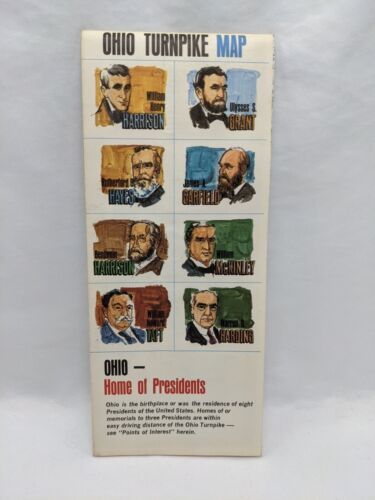 OHIO TURNPIKE MAP
William
Henry
HARRISON
Ulysses S.
GRANT
Rutherford B.
HAYES
James A.
GARFIELD
Benjamin
HARRISON
William
McKINLEY
William
Howard
TAFT
Warren G.
HARDING
OHIO —
Home of Presidents
Ohio is the birthplace or was the residence of eight
Presidents of the United States. Homes of or
memorials to three Presidents are within
easy driving distance of the Ohio Turnpike —
see "Points of Interest" herein.